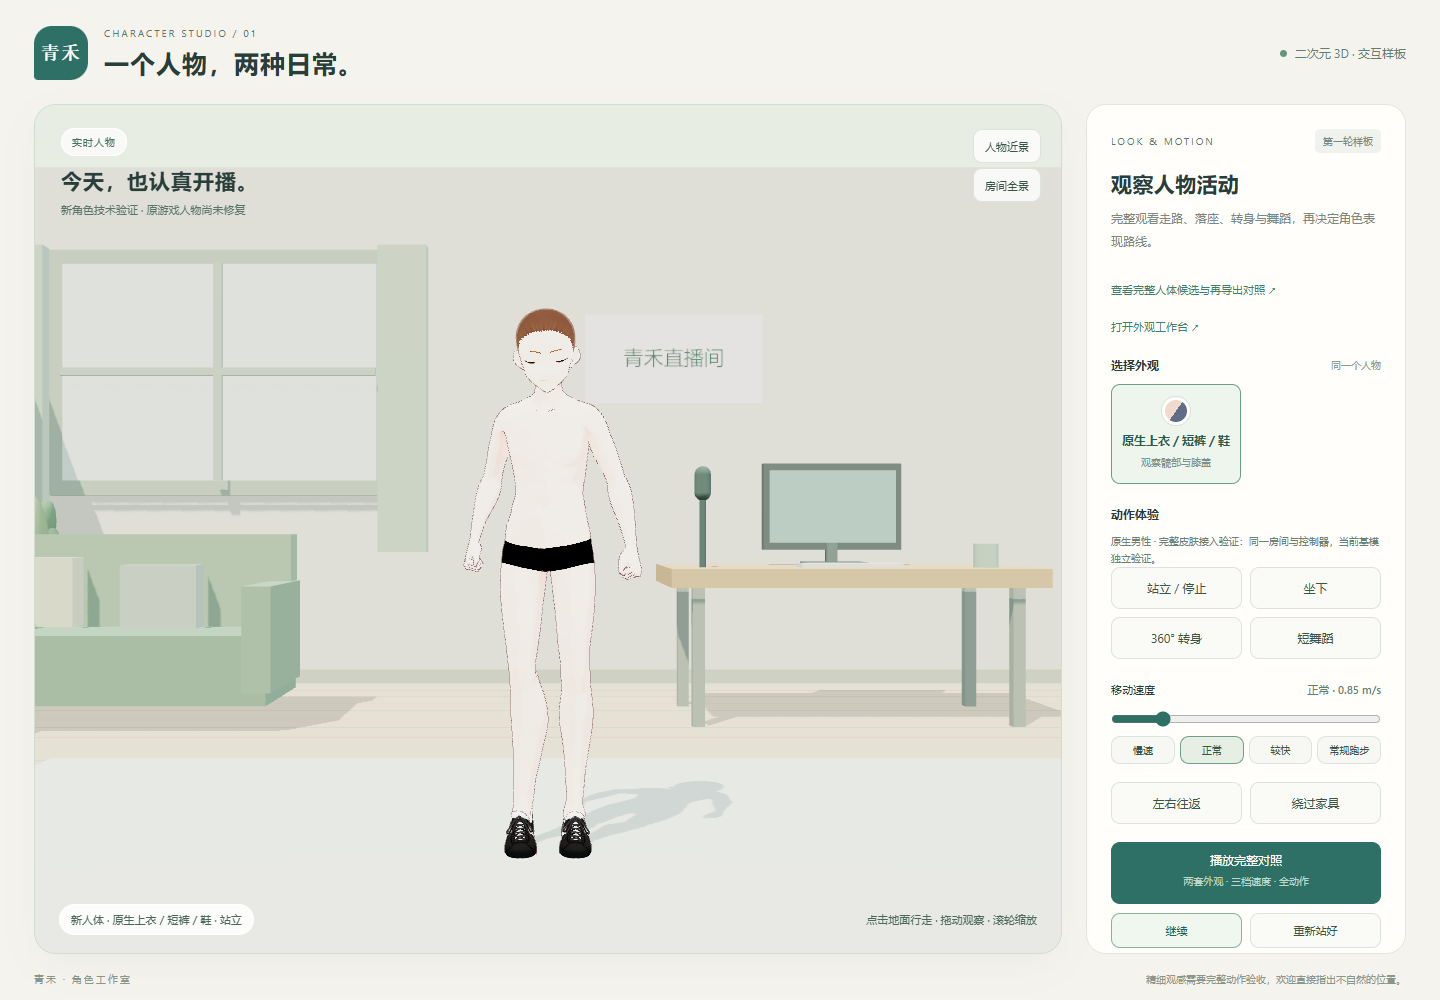 青禾
CHARACTER STUDIO / 01
一个人物，两种日常。
二次元 3D · 交互样板
实时人物
今天，也认真开播。
新角色技术验证 · 原游戏人物尚未修复
人物近景
房间全景
青禾直播间
新人体 · 原生上衣 / 短裤 / 鞋 · 站立
点击地面行走 · 拖动观察 · 滚轮缩放
LOOK & MOTION
第一轮样板
观察人物活动
完整观看走路、落座、转身与舞蹈，再决定角色表
现路线。
查看完整人体候选与再导出对照 ↗
打开外观工作台 ↗
选择外观
同一个人物
原生上衣 / 短裤 / 鞋
观察髋部与膝盖
动作体验
原生男性 · 完整皮肤接入验证：同一房间与控制器，当前基模
独立验证。
站立 / 停止
坐下
360° 转身
短舞蹈
移动速度
正常 · 0.85 m/s
慢速
正常
较快
常规跑步
左右往返
绕过家具
播放完整对照
两套外观 · 三档速度 · 全动作
继续
重新站好
青禾 · 角色工作室
精细观感需要完整动作验收，欢迎直接指出不自然的位置。